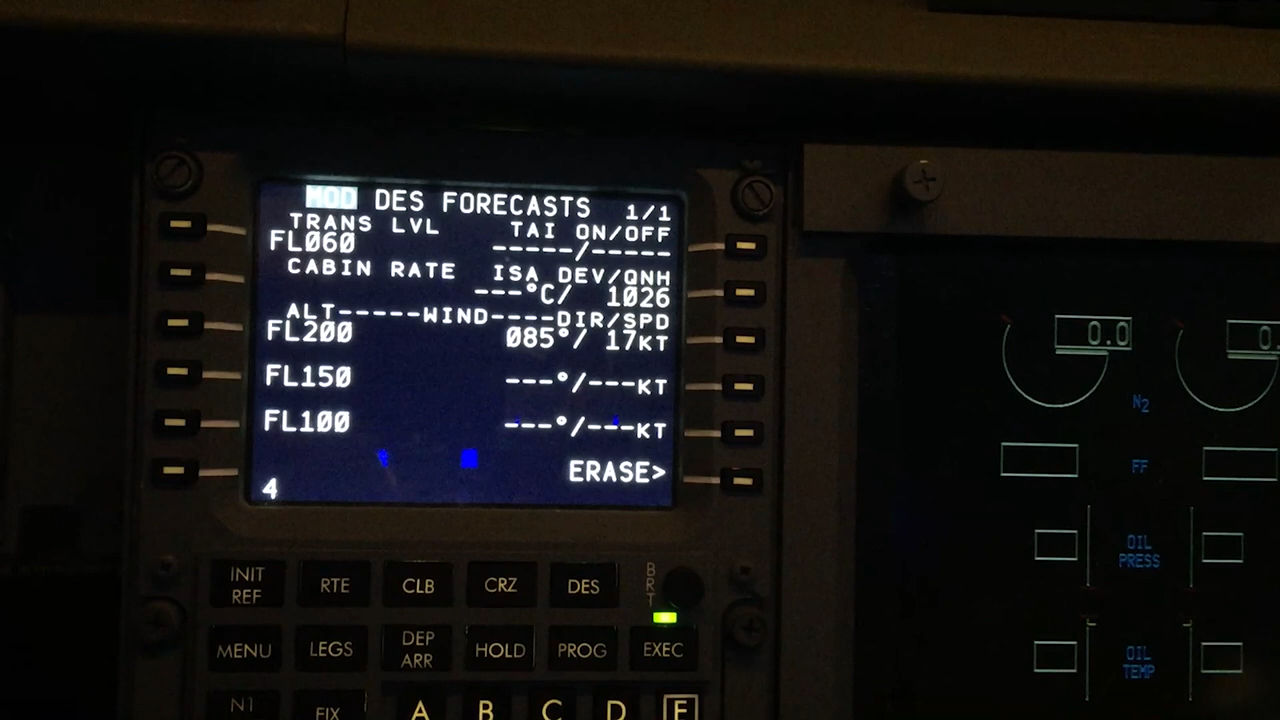 MOD DES FORECASTS 1/1
TRANS LVL TAI ON/OFF
FL060 -----/-----
CABIN RATE ISA DEV/QNH
---°C/ 1026
ALT-----WIND----DIR/SPD
FL200 085°/ 17KT
FL150 ---°/---KT
FL100 ---°/---KT
ERASE>
4
INIT REF RTE CLB CRZ DES BRT
MENU LEGS DEP ARR HOLD PROG EXEC
N1 FIX A B C D E
0.0 0.
N2
FF
OIL
PRESS
OIL
TEMP